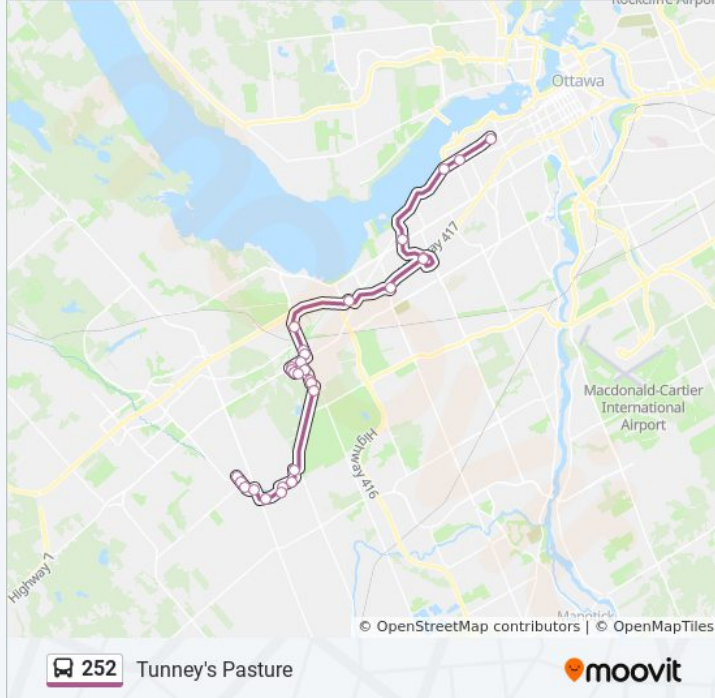 Rockcliffe Airport
Ottawa
way 417
Macdonald-Cartier
International
Airport
Highway 416
Highway 7
Manotick
© OpenStreetMap contributors | © OpenMapTiles
252 Tunney's Pasture
moovit